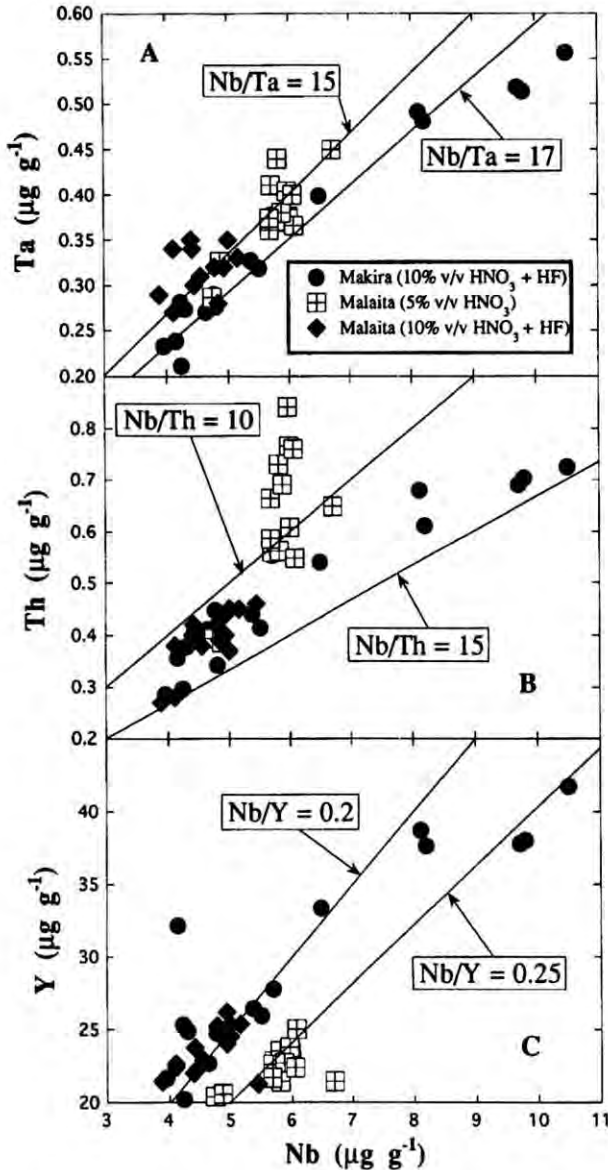 0.60
A
0.50
Nb/Ta = 15
Nb/Ta = 17
0.45
Ta (µg g-1)
0.40
0.35
0.30
Makira (10% v/v HNO3 + HF)
Malaita (5% v/v HNO3)
Malaita (10% v/v HNO3 + HF)
0.25
0.20
Nb/Th = 10
0.8
0.7
Th (µg g-1)
0.6
0.5
0.4
Nb/Th = 15
0.3
B
0.2
Nb/Y = 0.2
40
35
Y (µg g-1)
30
Nb/Y = 0.25
25
C
20
3 4 5 6 7 8 9 10 11
Nb (µg g-1)